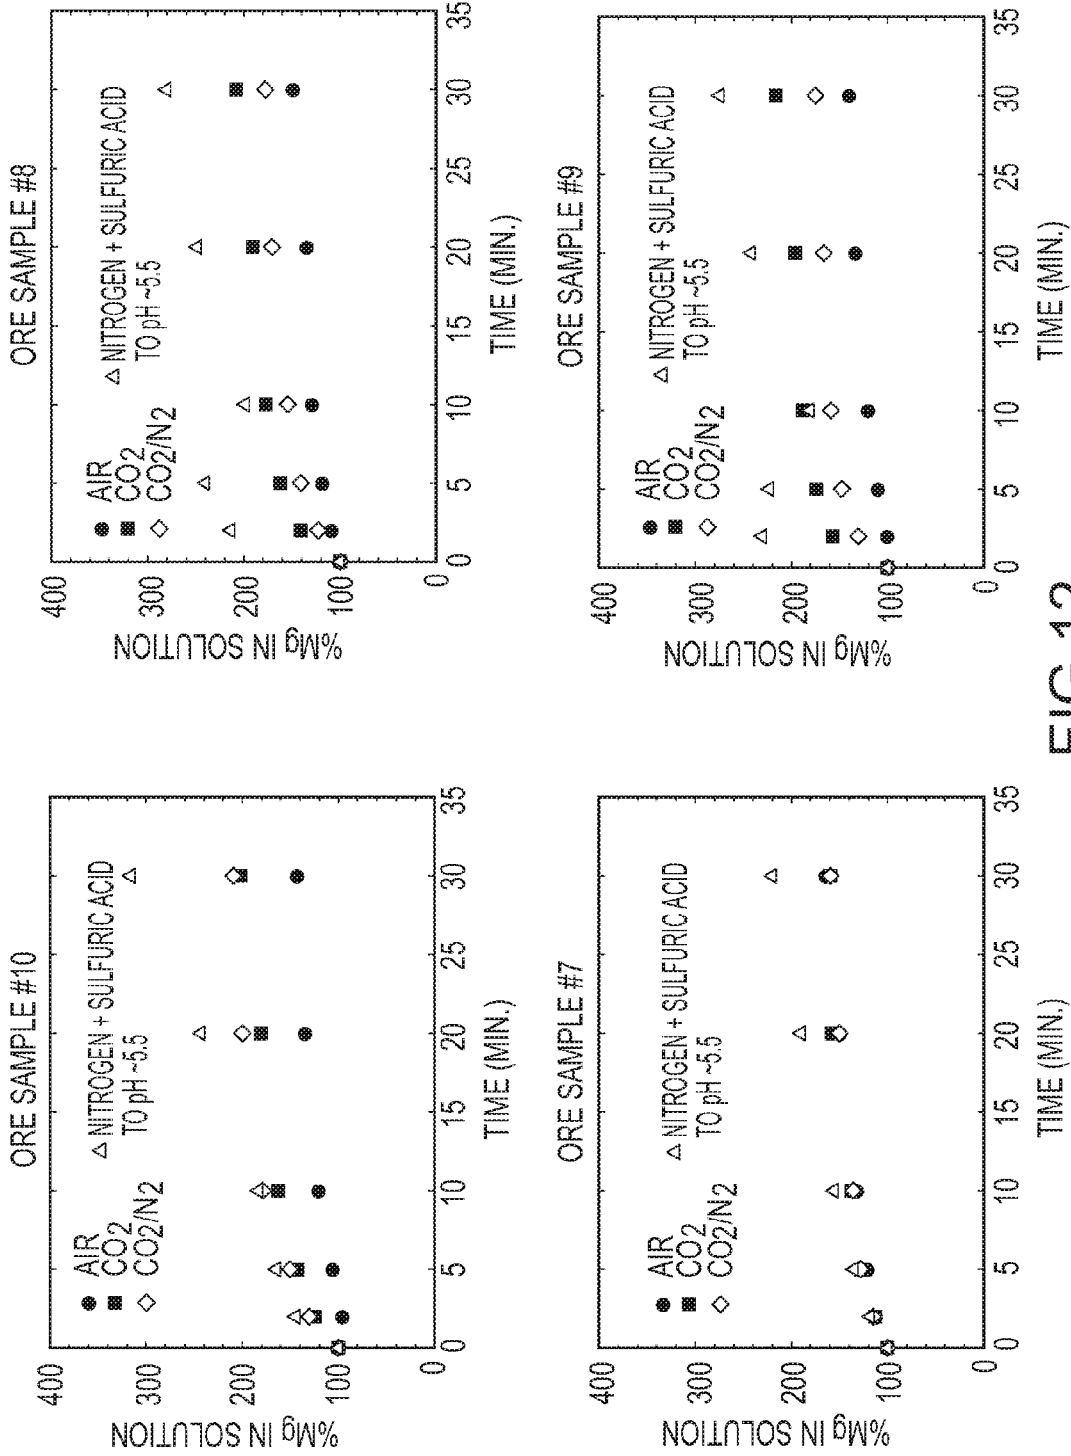 ORE SAMPLE #10
%Mg IN SOLUTION
400
300
200
100
0
AIR
CO2
CO2/N2
NITROGEN + SULFURIC ACID
TO pH ~5.5
0 5 10 15 20 25 30 35
TIME (MIN.)
ORE SAMPLE #8
%Mg IN SOLUTION
400
300
200
100
0
AIR
CO2
CO2/N2
NITROGEN + SULFURIC ACID
TO pH ~5.5
0 5 10 15 20 25 30 35
TIME (MIN.)
ORE SAMPLE #7
%Mg IN SOLUTION
400
300
200
100
0
AIR
CO2
CO2/N2
NITROGEN + SULFURIC ACID
TO pH ~5.5
0 5 10 15 20 25 30 35
TIME (MIN.)
ORE SAMPLE #9
%Mg IN SOLUTION
400
300
200
100
0
AIR
CO2
CO2/N2
NITROGEN + SULFURIC ACID
TO pH ~5.5
0 5 10 15 20 25 30 35
TIME (MIN.)
FIG 12